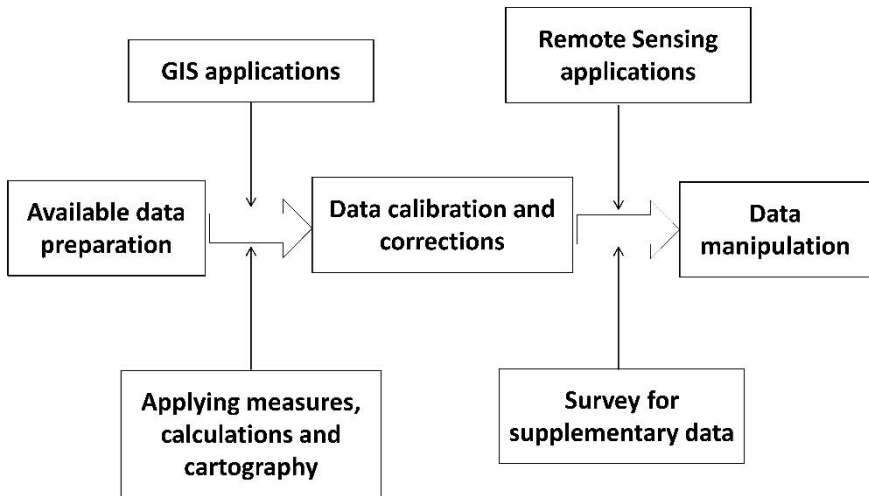 GIS applications
Remote Sensing
applications
Available data
preparation
Data calibration and
corrections
Data
manipulation
Applying measures,
calculations and
cartography
Survey for
supplementary data